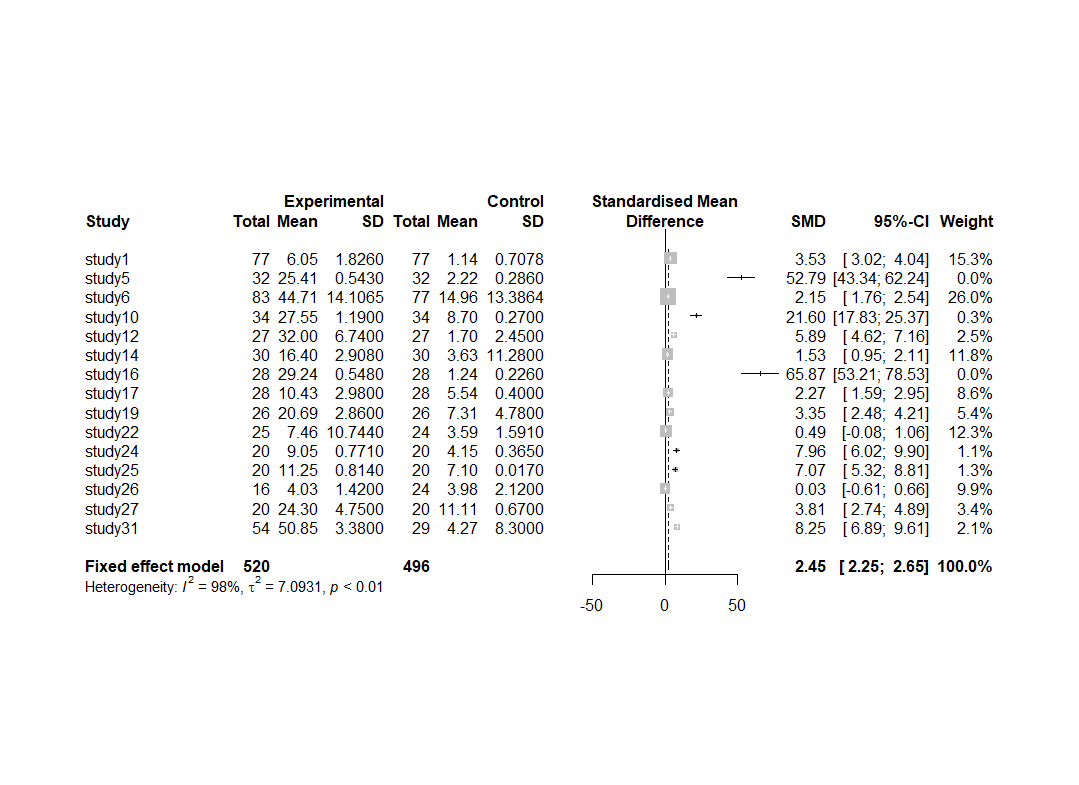 Experimental Control Standardised Mean
Study Total Mean SD Total Mean SD Difference SMD 95%-CI Weight
study1 77 6.05 1.8260 77 1.14 0.7078 3.53 [ 3.02; 4.04] 15.3%
study5 32 25.41 0.5430 32 2.22 0.2860 52.79 [43.34; 62.24] 0.0%
study6 83 44.71 14.1065 77 14.96 13.3864 2.15 [ 1.76; 2.54] 26.0%
study10 34 27.55 1.1900 34 8.70 0.2700 21.60 [17.83; 25.37] 0.3%
study12 27 32.00 6.7400 27 1.70 2.4500 5.89 [ 4.62; 7.16] 2.5%
study14 30 16.40 2.9080 30 3.63 11.2800 1.53 [ 0.95; 2.11] 11.8%
study16 28 29.24 0.5480 28 1.24 0.2260 65.87 [53.21; 78.53] 0.0%
study17 28 10.43 2.9800 28 5.54 0.4000 2.27 [ 1.59; 2.95] 8.6%
study19 26 20.69 2.8600 26 7.31 4.7800 3.35 [ 2.48; 4.21] 5.4%
study22 25 7.46 10.7440 24 3.59 1.5910 0.49 [-0.08; 1.06] 12.3%
study24 20 9.05 0.7710 20 4.15 0.3650 7.96 [ 6.02; 9.90] 1.1%
study25 20 11.25 0.8140 20 7.10 0.0170 7.07 [ 5.32; 8.81] 1.3%
study26 16 4.03 1.4200 24 3.98 2.1200 0.03 [-0.61; 0.66] 9.9%
study27 20 24.30 4.7500 20 11.11 0.6700 3.81 [ 2.74; 4.89] 3.4%
study31 54 50.85 3.3800 29 4.27 8.3000 8.25 [ 6.89; 9.61] 2.1%
Fixed effect model 520 496 2.45 [ 2.25; 2.65] 100.0%
Heterogeneity: I² = 98%, τ² = 7.0931, p < 0.01
-50 0 50